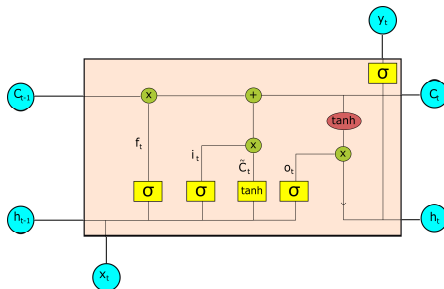 yₜ
σ
Cₜ₋₁ x + Cₜ
tanh
fₜ iₜ x x
C̃ₜ oₜ
σ σ tanh σ
hₜ₋₁ hₜ
xₜ